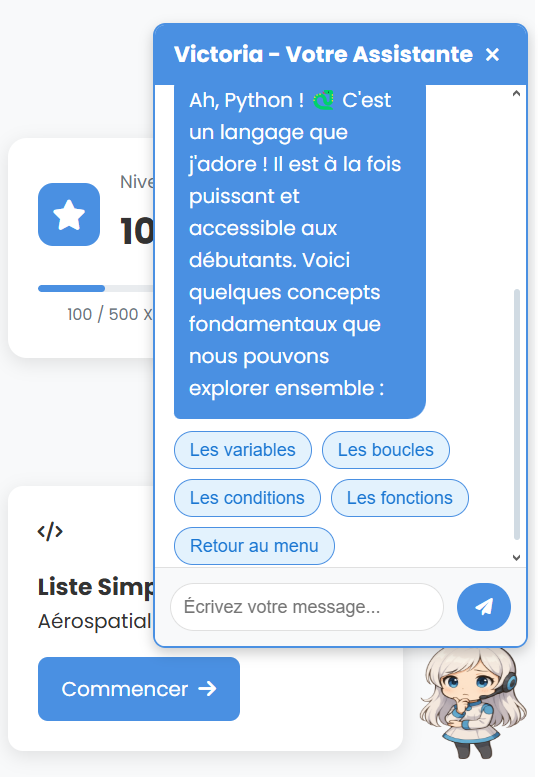 Victoria - Votre Assistante ×
Ah, Python ! 🐍 C'est
un langage que
j'adore ! Il est à la fois
puissant et
accessible aux
débutants. Voici
quelques concepts
fondamentaux que
nous pouvons
explorer ensemble :
Les variables
Les boucles
Les conditions
Les fonctions
Retour au menu
Écrivez votre message...
Nive
10
100 / 500 X
</>
Liste Simp
Aérospatial
Commencer →